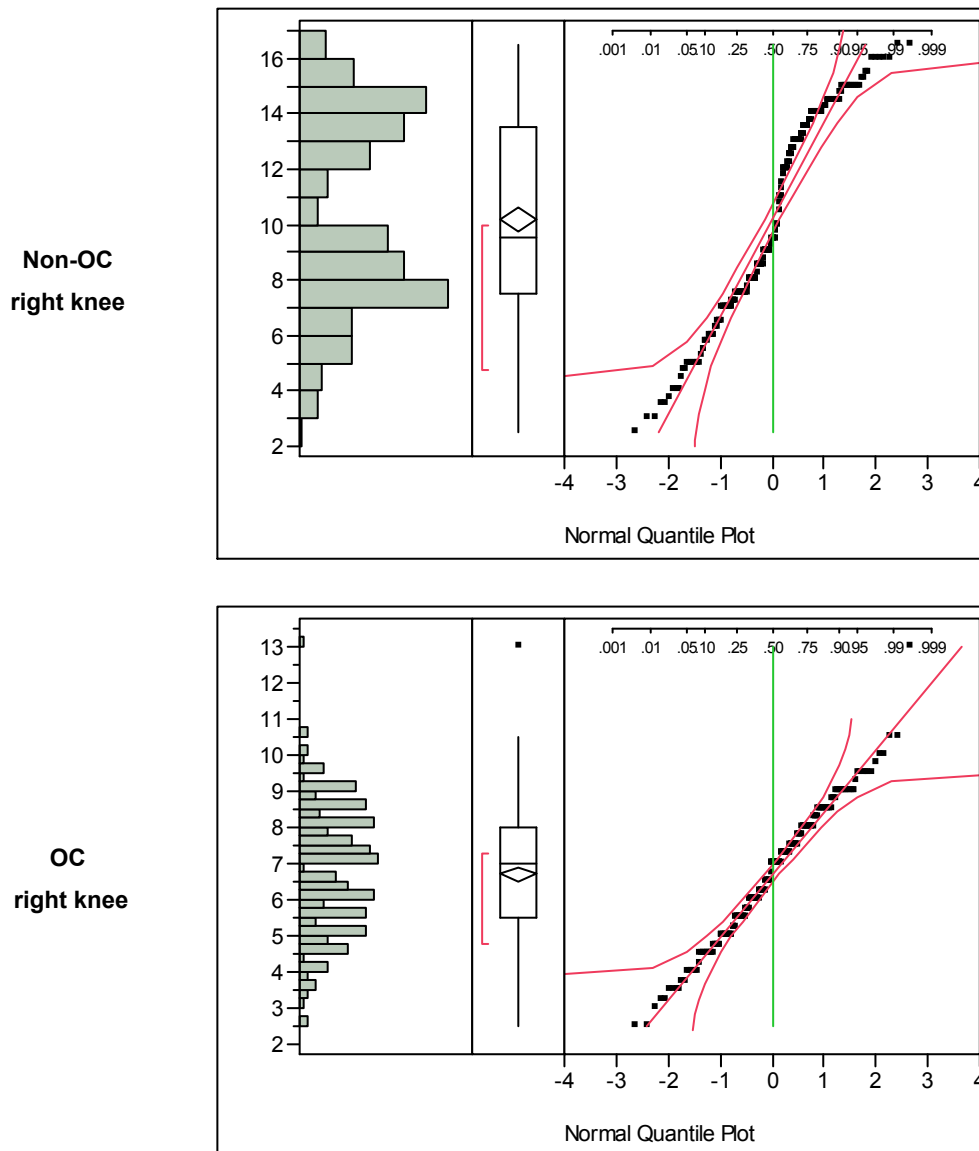 Non-OC
right knee
16
14
12
10
8
6
4
2
.001 .01 .05 .10 .25 .50 .75 .90 .95 .99 .999
-4 -3 -2 -1 0 1 2 3 4
Normal Quantile Plot
OC
right knee
13
12
11
10
9
8
7
6
5
4
3
2
.001 .01 .05 .10 .25 .50 .75 .90 .95 .99 .999
-4 -3 -2 -1 0 1 2 3 4
Normal Quantile Plot